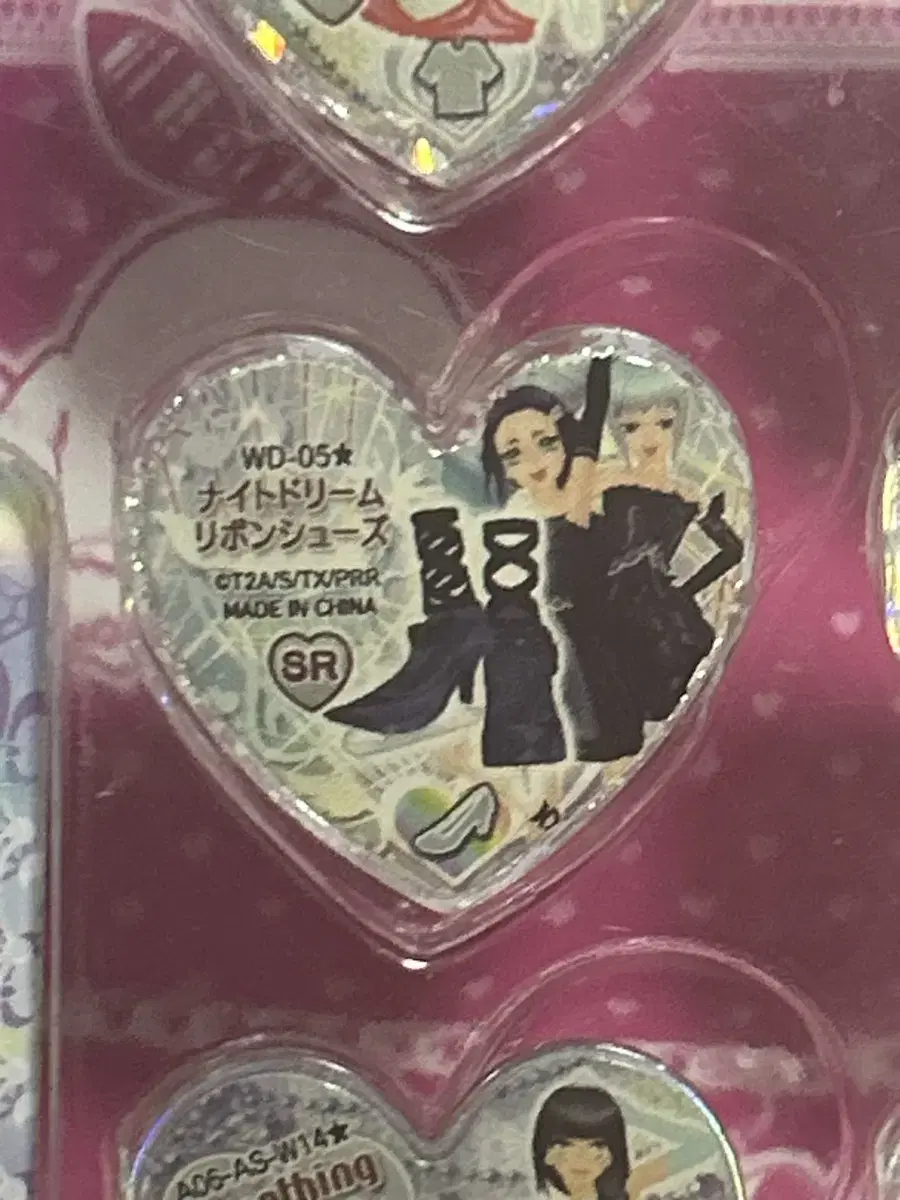 WD-05★
ナイトドリーム
リボンシューズ
©T2A/S/TX/PRR
MADE IN CHINA
SR
A06-AS-W14★